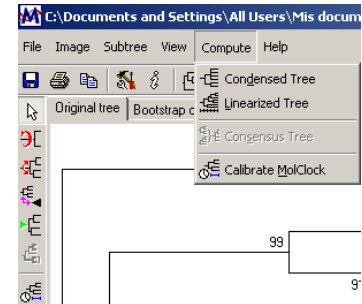 C:\Documents and Settings\All Users\Mis docum
File Image Subtree View Compute Help
Condensed Tree
Original tree Bootstrap c
Linearized Tree
Consensus Tree
Calibrate MolClock
99